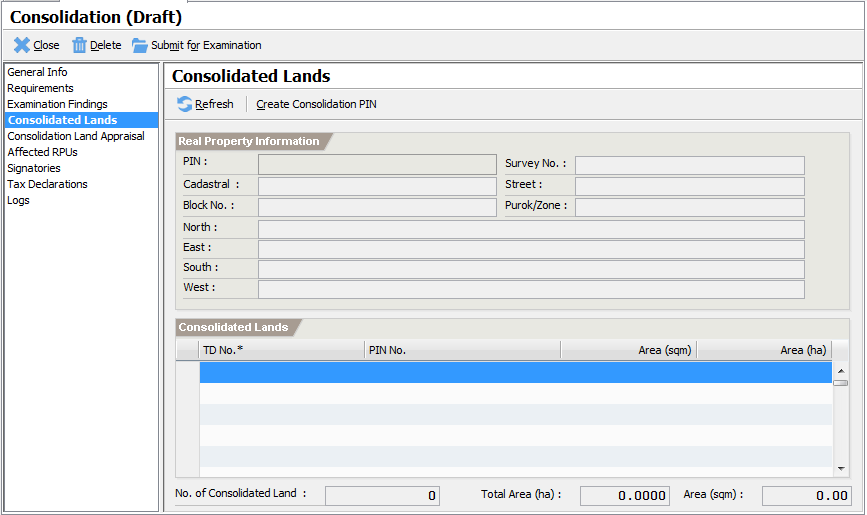 Consolidation (Draft)
Close Delete Submit for Examination
General Info
Requirements
Examination Findings
Consolidated Lands
Consolidation Land Appraisal
Affected RPUs
Signatories
Tax Declarations
Logs
Consolidated Lands
Refresh Create Consolidation PIN
Real Property Information
PIN : Survey No. :
Cadastral : Street :
Block No. : Purok/Zone :
North :
East :
South :
West :
Consolidated Lands
TD No.* PIN No. Area (sqm) Area (ha)
No. of Consolidated Land : 0 Total Area (ha) : 0.0000 Area (sqm) : 0.00